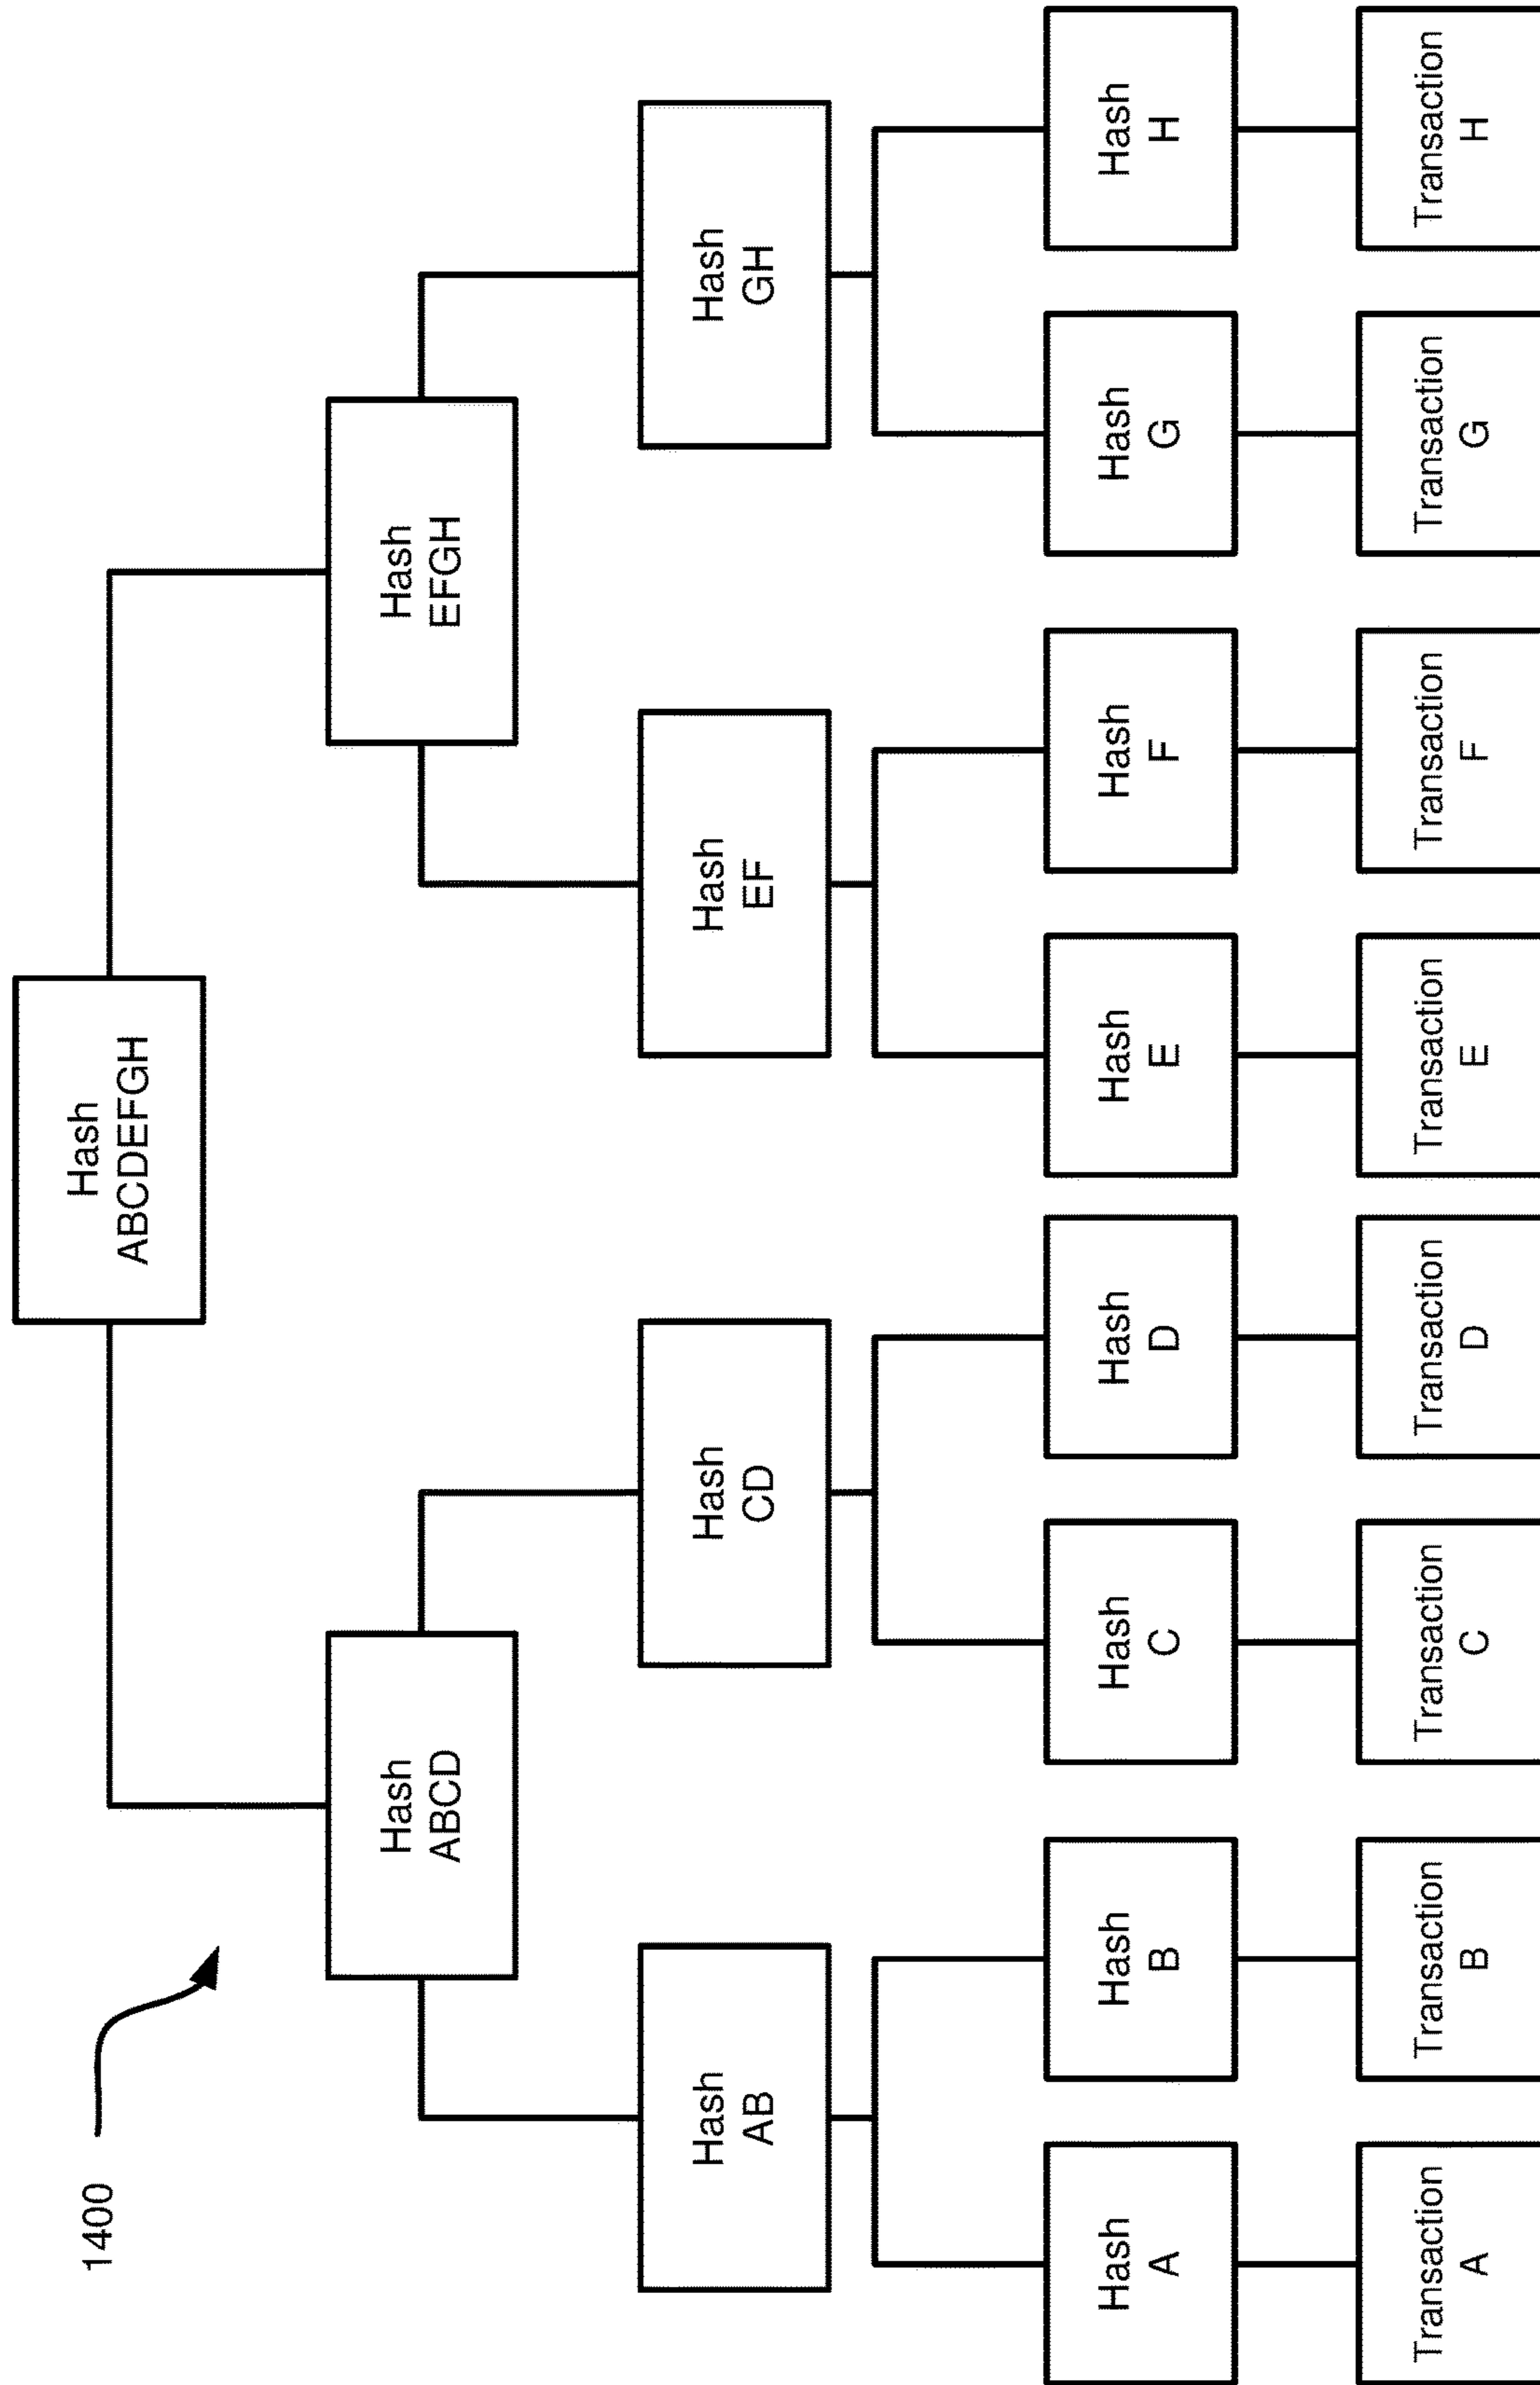 1400
Hash
ABCDEFGH
Hash
ABCD
Hash
EFGH
Hash
AB
Hash
CD
Hash
EF
Hash
GH
Hash
A
Hash
B
Hash
C
Hash
D
Hash
E
Hash
F
Hash
G
Hash
H
Transaction
A
Transaction
B
Transaction
C
Transaction
D
Transaction
E
Transaction
F
Transaction
G
Transaction
H